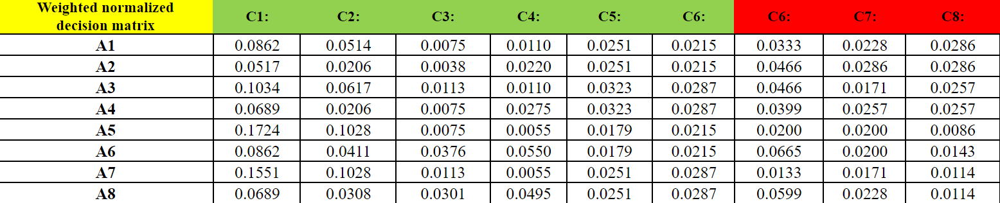 Weighted normalized decision matrix C1: C2: C3: C4: C5: C6: C6: C7: C8:
A1 0.0862 0.0514 0.0075 0.0110 0.0251 0.0215 0.0333 0.0228 0.0286
A2 0.0517 0.0206 0.0038 0.0220 0.0251 0.0215 0.0466 0.0286 0.0286
A3 0.1034 0.0617 0.0113 0.0110 0.0323 0.0287 0.0466 0.0171 0.0257
A4 0.0689 0.0206 0.0075 0.0275 0.0323 0.0287 0.0399 0.0257 0.0257
A5 0.1724 0.1028 0.0075 0.0055 0.0179 0.0215 0.0200 0.0200 0.0086
A6 0.0862 0.0411 0.0376 0.0550 0.0179 0.0215 0.0665 0.0200 0.0143
A7 0.1551 0.1028 0.0113 0.0055 0.0251 0.0287 0.0133 0.0171 0.0114
A8 0.0689 0.0308 0.0301 0.0495 0.0251 0.0287 0.0599 0.0228 0.0114